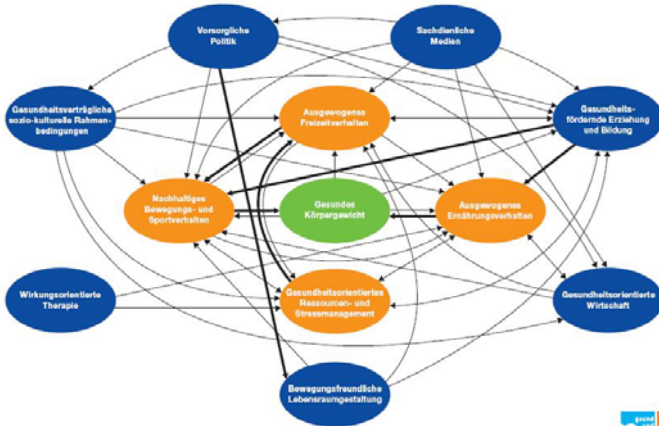 Vorsorgliche
Politik
Sachdienliche
Medien
Gesundheitsverträgliche
sozio-kulturelle Rahmen-
bedingungen
Ausgewogenes
Freizeitverhalten
Gesundheits-
fördernde Erziehung
und Bildung
Nachhaltiges
Bewegungs- und
Sportverhalten
Gesundes
Körpergewicht
Ausgewogenes
Ernährungsverhalten
Wirkungsorientierte
Therapie
Gesundheitsorientiertes
Ressourcen- und
Stressmanagement
Gesundheitsorientierte
Wirtschaft
Bewegungsfreundliche
Lebensraumgestaltung